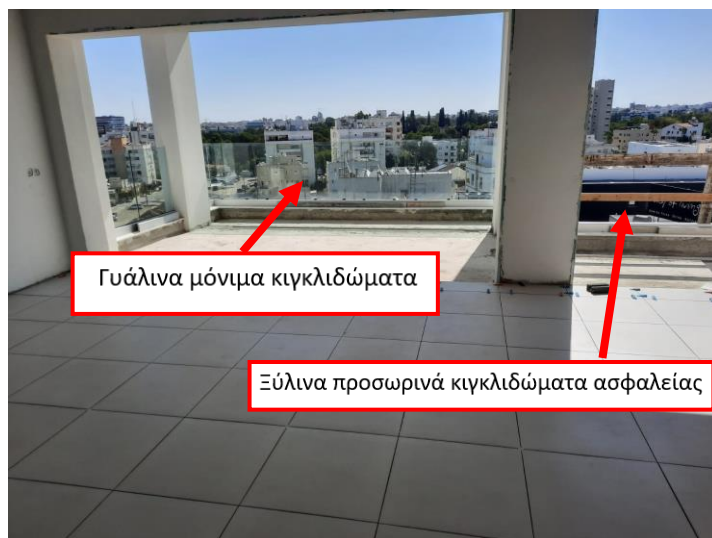 Γυάλινα μόνιμα κιγκλιδώματα
Ξύλινα προσωρινά κιγκλιδώματα ασφαλείας